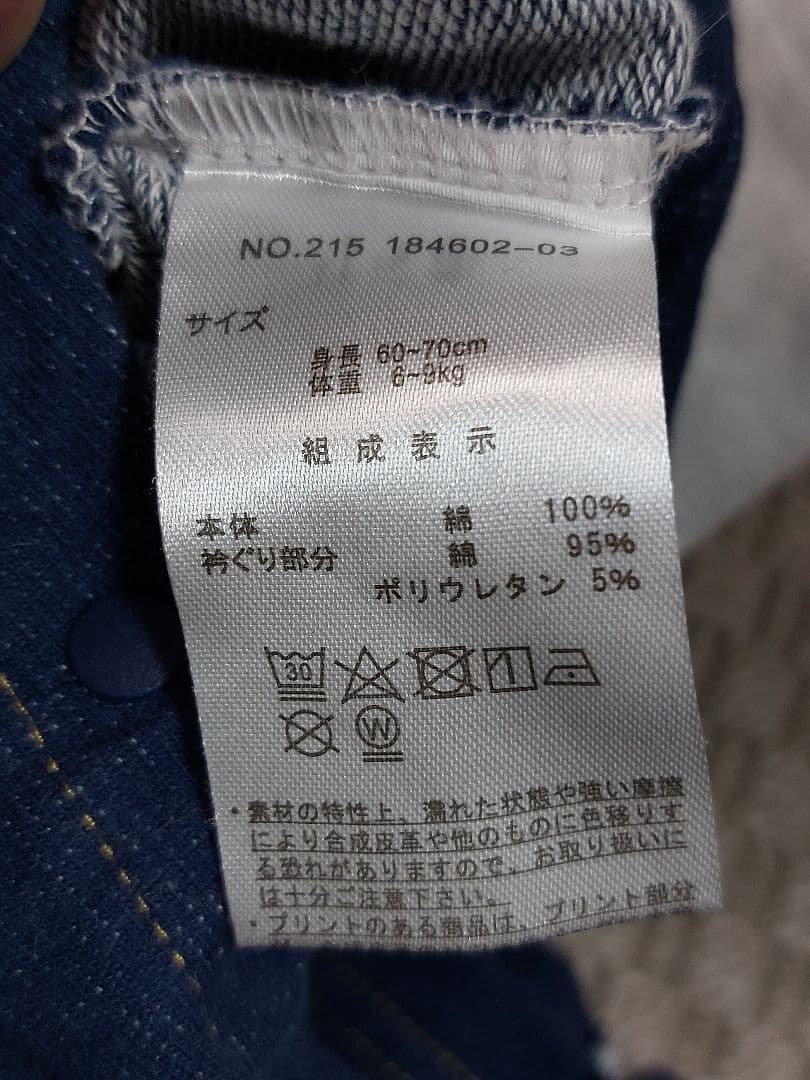 NO.215 184602-03
サイズ
身長 60~70cm
体重 6~9kg
組成表示
本体 綿 100%
衿ぐり部分 綿 95%
ポリウレタン 5%
30
W
・素材の特性上、濡れた状態や強い摩擦
により合成皮革や他のものに色移りす
る恐れがありますので、お取り扱いに
は十分ご注意下さい。
・プリントのある商品は、プリント部分